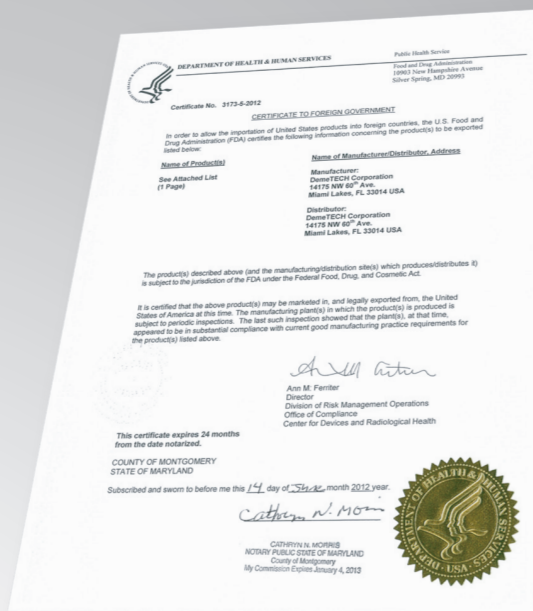 DEPARTMENT OF HEALTH & HUMAN SERVICES
Public Health Service
Food and Drug Administration
10903 New Hampshire Avenue
Silver Spring, MD 20993
Certificate No. 3173-5-2012
CERTIFICATE TO FOREIGN GOVERNMENT
In order to allow the importation of United States products into foreign countries, the U.S. Food and
Drug Administration (FDA) certifies the following information concerning the product(s) to be exported
listed below:
Name of Product(s)
See Attached List
(1 Page)
Name of Manufacturer/Distributor, Address
Manufacturer:
DemeTECH Corporation
14175 NW 60th Ave.
Miami Lakes, FL 33014 USA
Distributor:
DemeTECH Corporation
14175 NW 60th Ave.
Miami Lakes, FL 33014 USA
The product(s) described above (and the manufacturing/distribution site(s) which produces/distributes it)
is subject to the jurisdiction of the FDA under the Federal Food, Drug, and Cosmetic Act.
It is certified that the above product(s) may be marketed in, and legally exported from, the United
States of America at this time. The manufacturing plant(s) in which the product(s) is produced is
subject to periodic inspections. The last such inspection showed that the plant(s), at that time,
appeared to be in substantial compliance with current good manufacturing practice requirements for
the product(s) listed above.
Ann M. Ferriter
Director
Division of Risk Management Operations
Office of Compliance
Center for Devices and Radiological Health
This certificate expires 24 months
from the date notarized.
COUNTY OF MONTGOMERY
STATE OF MARYLAND
Subscribed and sworn to before me this 14 day of June month 2012 year.
Cathryn N. Morris
CATHRYN N. MORRIS
NOTARY PUBLIC STATE OF MARYLAND
County of Montgomery
My Commission Expires January 4, 2013
DEPARTMENT OF HEALTH & HUMAN SERVICES · USA